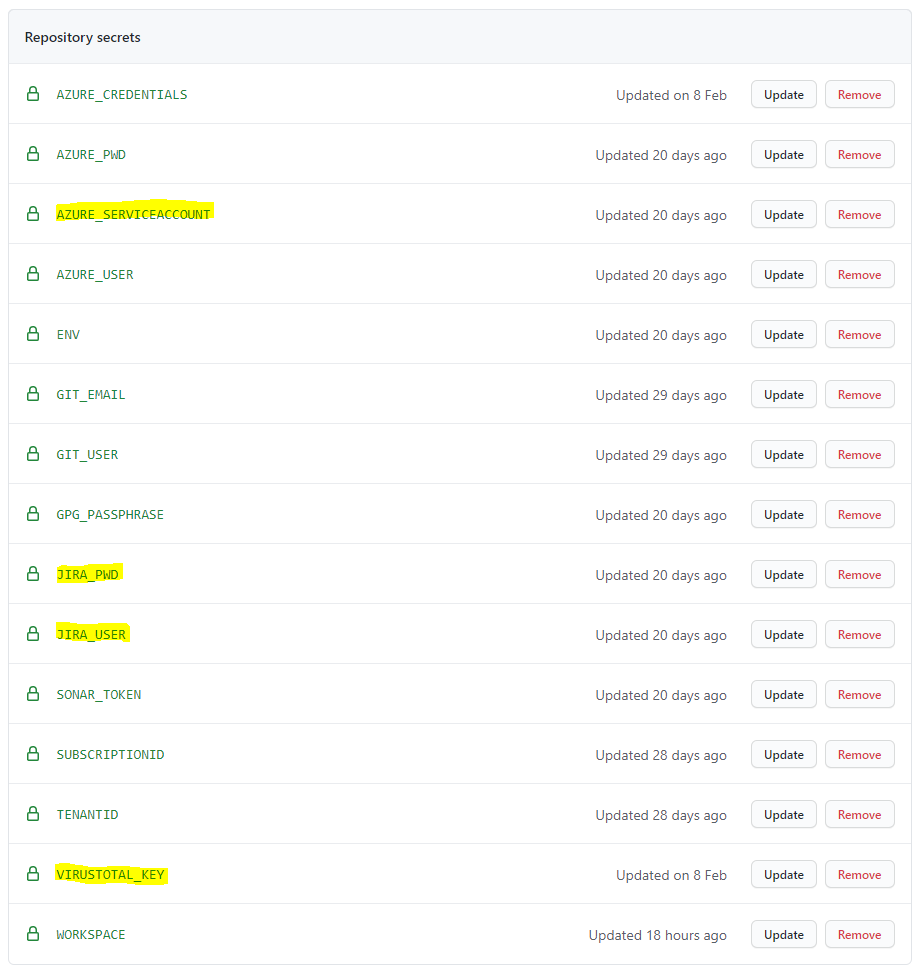 Repository secrets
AZURE_CREDENTIALS Updated on 8 Feb Update Remove
AZURE_PWD Updated 20 days ago Update Remove
AZURE_SERVICEACCOUNT Updated 20 days ago Update Remove
AZURE_USER Updated 20 days ago Update Remove
ENV Updated 20 days ago Update Remove
GIT_EMAIL Updated 29 days ago Update Remove
GIT_USER Updated 29 days ago Update Remove
GPG_PASSPHRASE Updated 20 days ago Update Remove
JIRA_PWD Updated 20 days ago Update Remove
JIRA_USER Updated 20 days ago Update Remove
SONAR_TOKEN Updated 20 days ago Update Remove
SUBSCRIPTIONID Updated 28 days ago Update Remove
TENANTID Updated 28 days ago Update Remove
VIRUSTOTAL_KEY Updated on 8 Feb Update Remove
WORKSPACE Updated 18 hours ago Update Remove